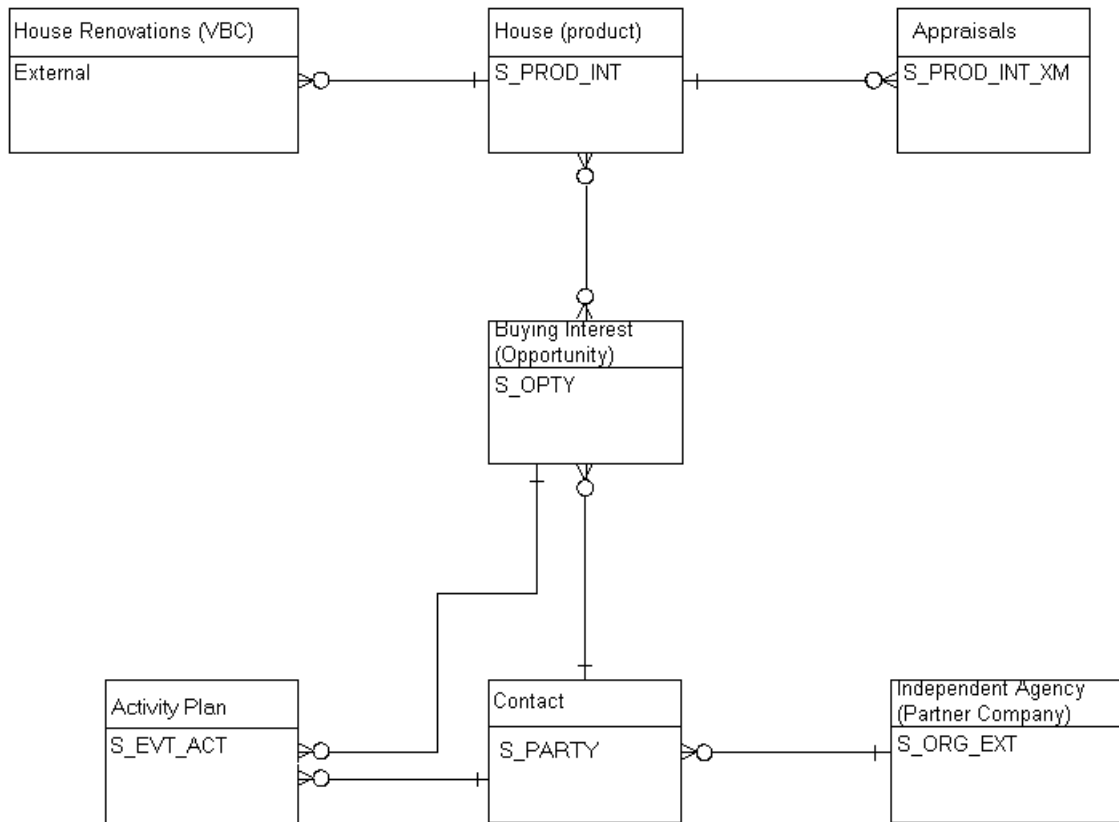 House Renovations (VBC)
External
House (product)
S_PROD_INT
Appraisals
S_PROD_INT_XM
Buying Interest
(Opportunity)
S_OPTY
Activity Plan
S_EVT_ACT
Contact
S_PARTY
Independent Agency
(Partner Company)
S_ORG_EXT